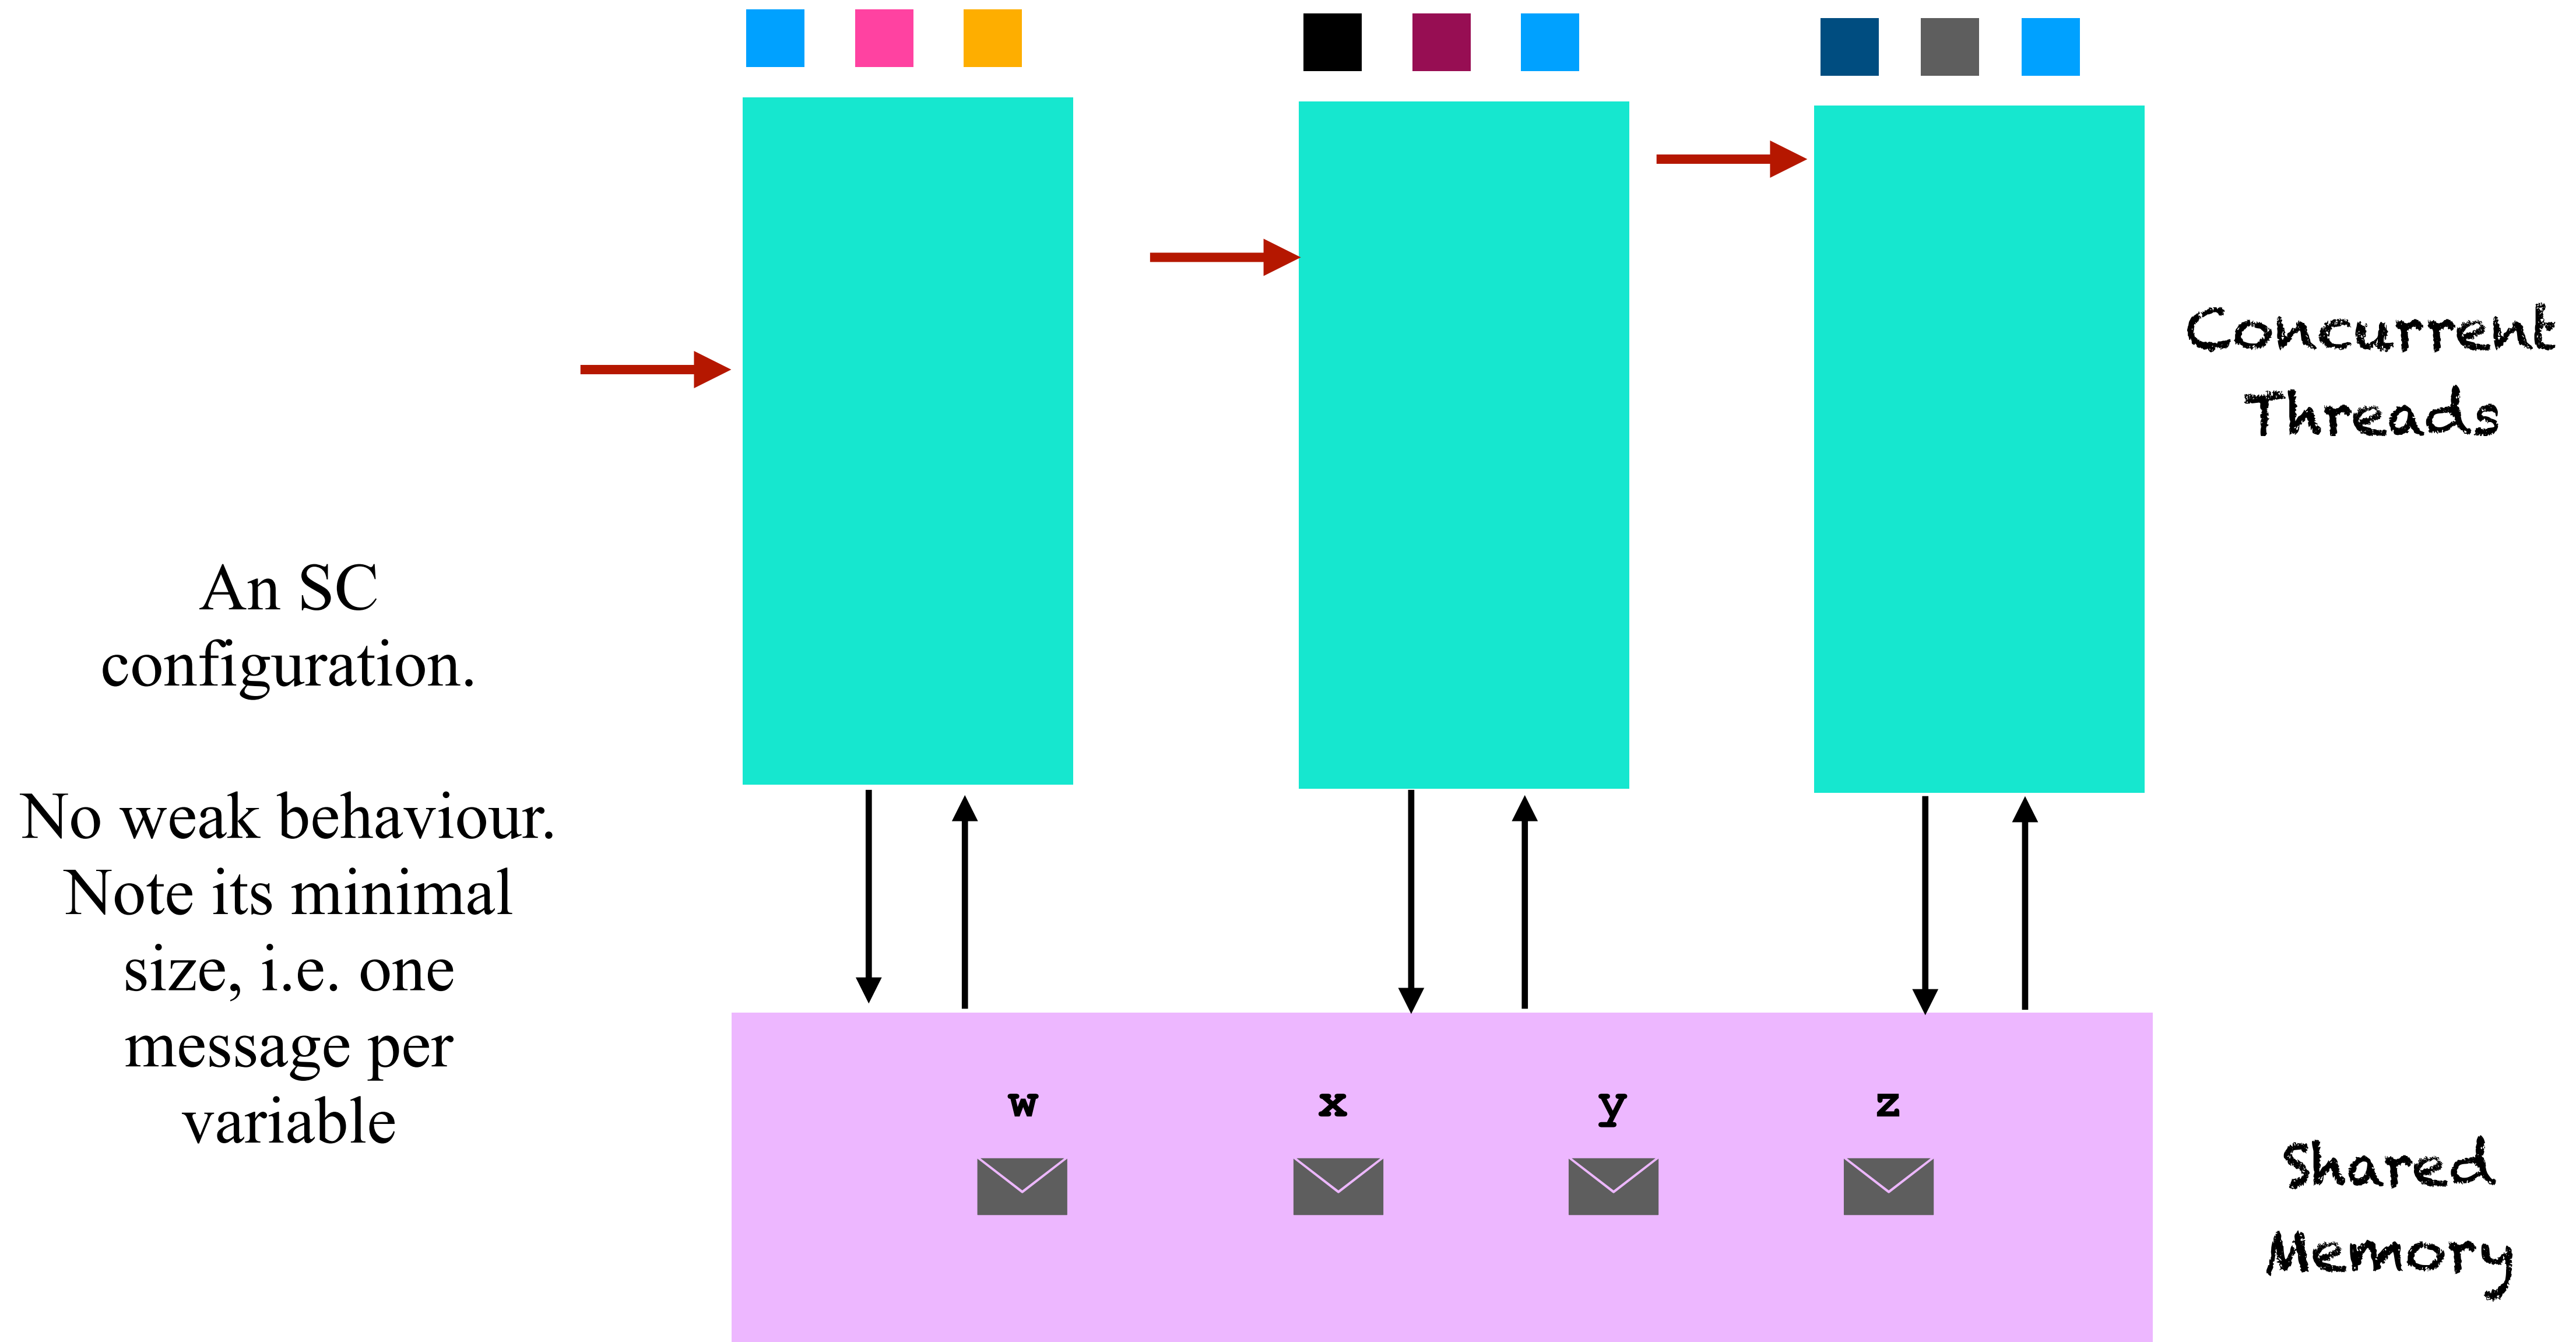 Concurrent
Threads
An SC
configuration.
No weak behaviour.
Note its minimal
size, i.e. one
message per
variable
w x y z
Shared
Memory